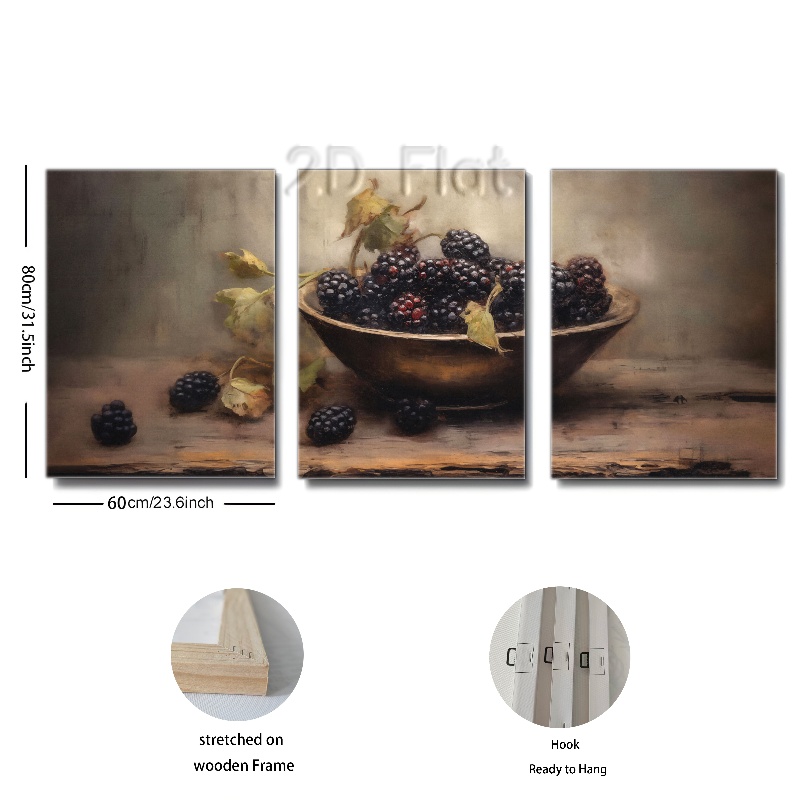 2D Flat
80cm/31.5inch
60cm/23.6inch
stretched on
wooden Frame
Hook
Ready to Hang